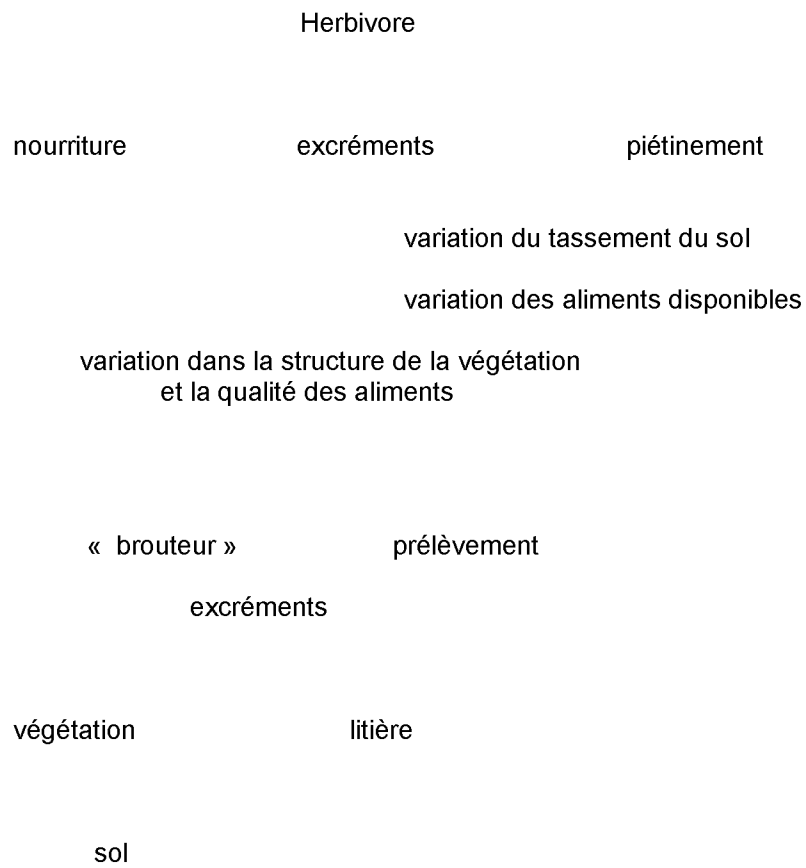 Herbivore
nourriture excréments piétinement
variation du tassement du sol
variation des aliments disponibles
variation dans la structure de la végétation
et la qualité des aliments
«  brouteur » prélèvement
excréments
végétation litière
sol